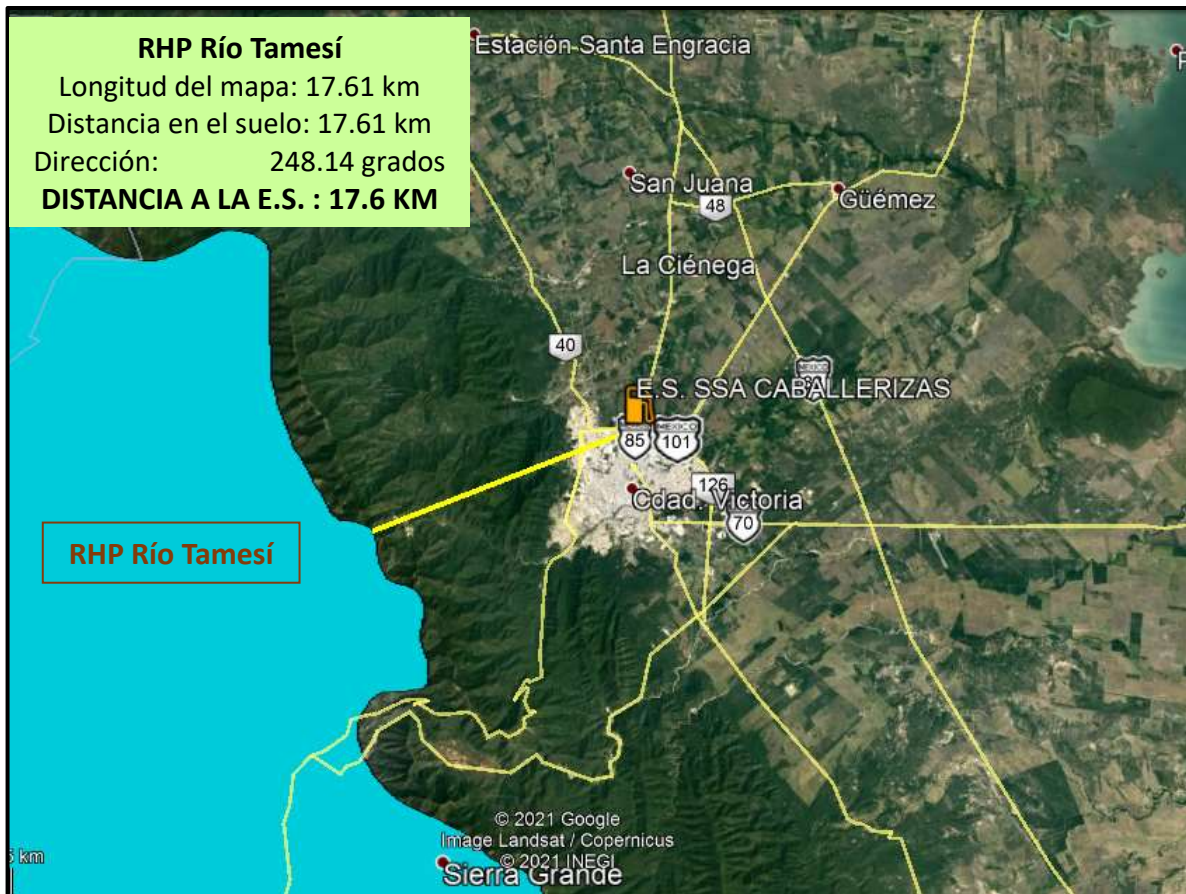 RHP Río Tamesí
Longitud del mapa: 17.61 km
Distancia en el suelo: 17.61 km
Dirección: 248.14 grados
DISTANCIA A LA E.S. : 17.6 KM
Estación Santa Engracia
San Juana
48
Güémez
La Ciénega
40
E.S. SSA CABALLERIZAS
MEXICO
85
MEXICO
101
126
Cdad. Victoria
70
RHP Río Tamesí
© 2021 Google
Image Landsat / Copernicus
© 2021 INEGI
km
Sierra Grande